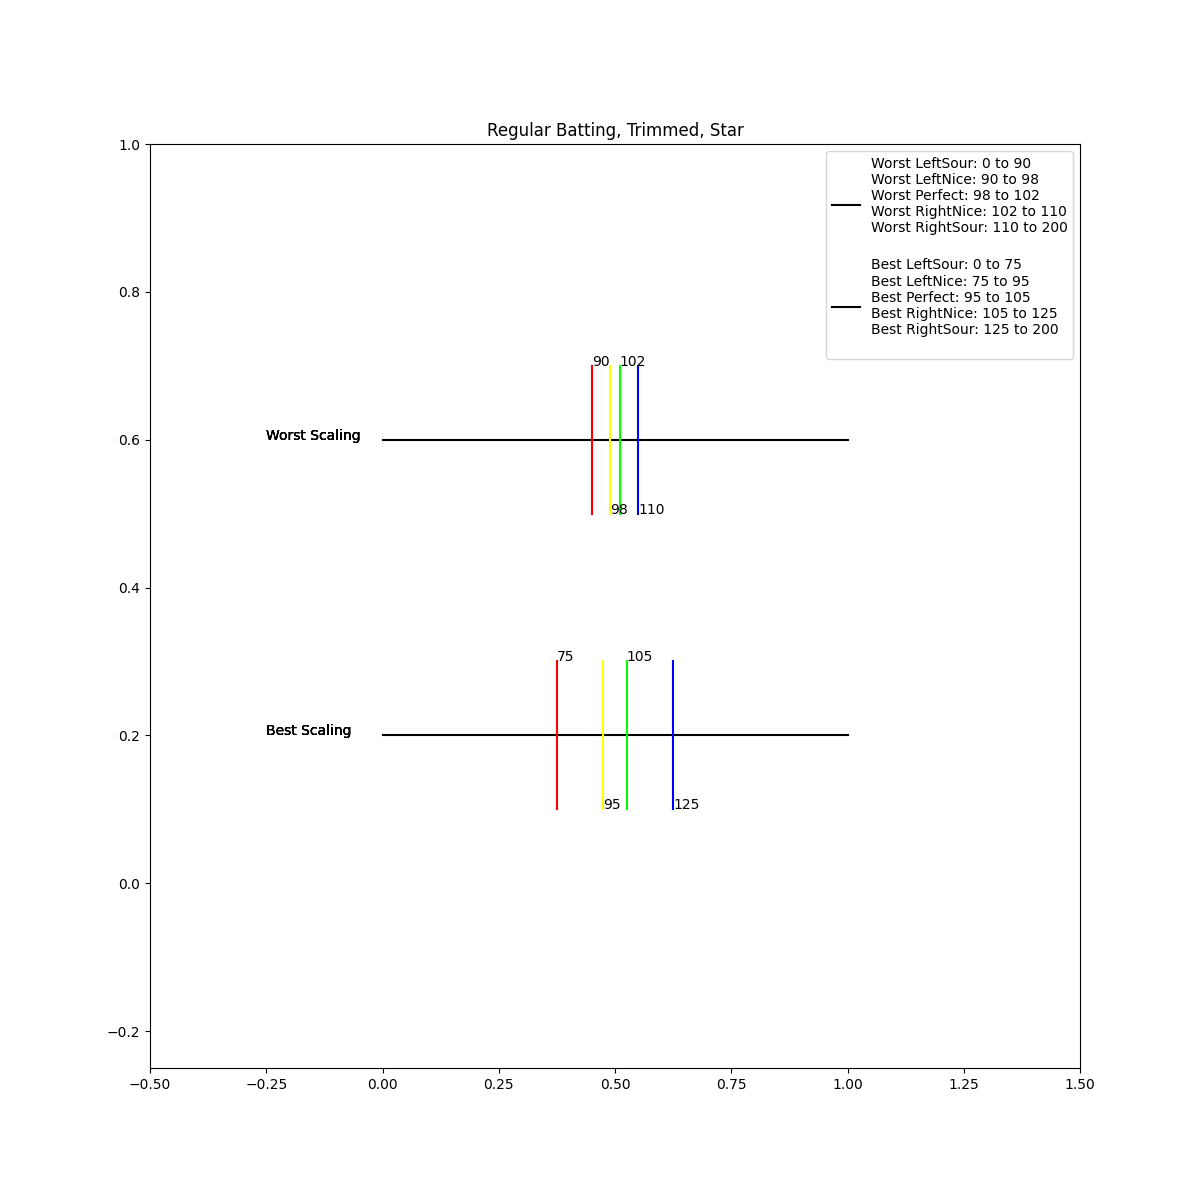 Regular Batting, Trimmed, Star
1.0
Worst LeftSour: 0 to 90
Worst LeftNice: 90 to 98
Worst Perfect: 98 to 102
Worst RightNice: 102 to 110
Worst RightSour: 110 to 200
Best LeftSour: 0 to 75
Best LeftNice: 75 to 95
Best Perfect: 95 to 105
Best RightNice: 105 to 125
Best RightSour: 125 to 200
0.8
90 102
Worst Scaling
0.6
98 110
0.4
75 105
Best Scaling
0.2
95 125
0.0
−0.2
−0.50 −0.25 0.00 0.25 0.50 0.75 1.00 1.25 1.50